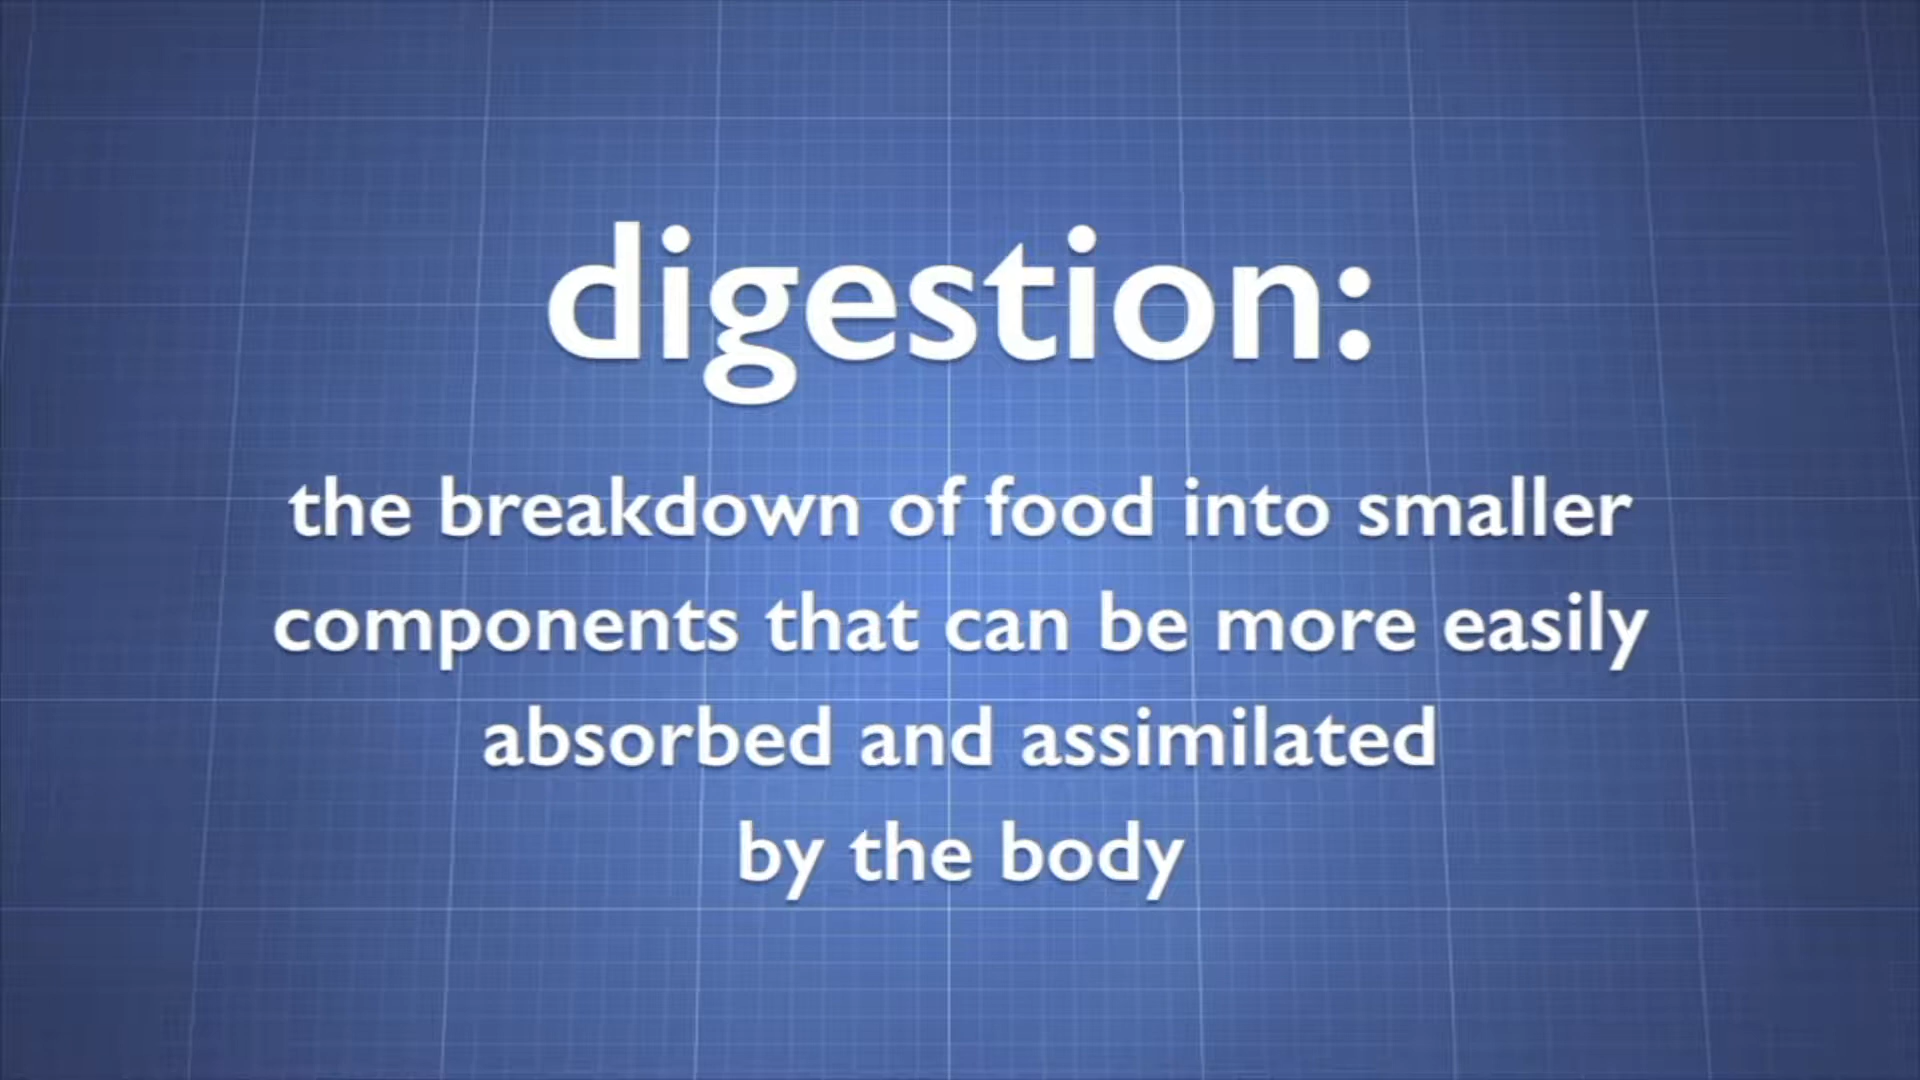 digestion:
the breakdown of food into smaller
components that can be more easily
absorbed and assimilated
by the body